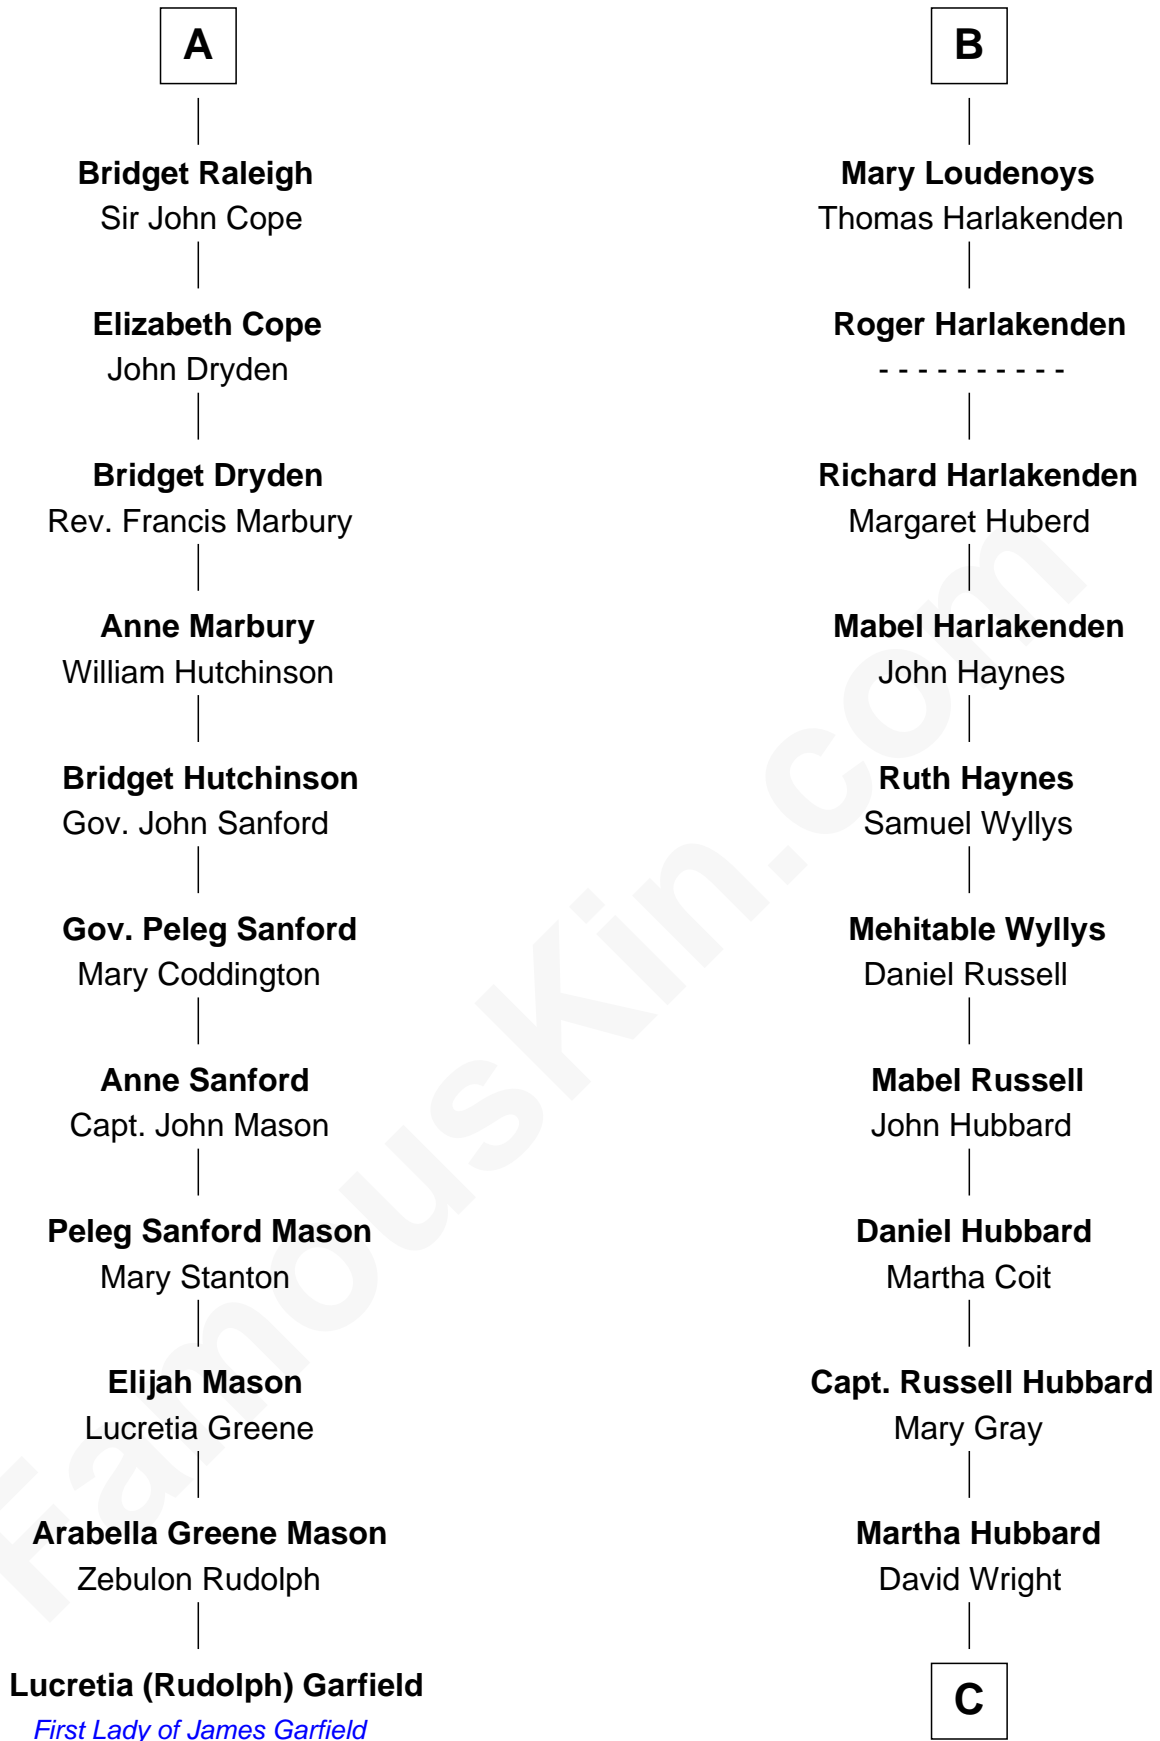 A
Bridget Raleigh
Sir John Cope
Elizabeth Cope
John Dryden
Bridget Dryden
Rev. Francis Marbury
Anne Marbury
William Hutchinson
Bridget Hutchinson
Gov. John Sanford
Gov. Peleg Sanford
Mary Coddington
Anne Sanford
Capt. John Mason
Peleg Sanford Mason
Mary Stanton
Elijah Mason
Lucretia Greene
Arabella Greene Mason
Zebulon Rudolph
Lucretia (Rudolph) Garfield
First Lady of James Garfield
B
Mary Loudenoys
Thomas Harlakenden
Roger Harlakenden
- - - - - - - - - -
Richard Harlakenden
Margaret Huberd
Mabel Harlakenden
John Haynes
Ruth Haynes
Samuel Wyllys
Mehitable Wyllys
Daniel Russell
Mabel Russell
John Hubbard
Daniel Hubbard
Martha Coit
Capt. Russell Hubbard
Mary Gray
Martha Hubbard
David Wright
C
FamousKin.com